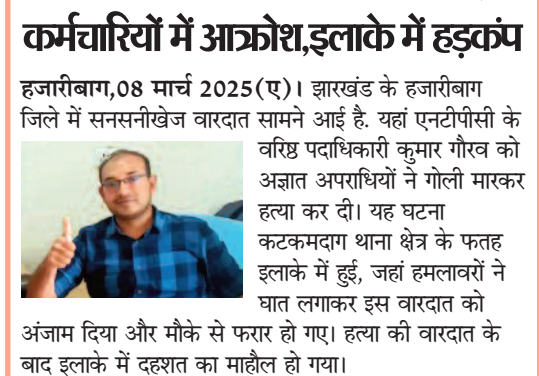 कर्मचारियों में आक्रोश,इलाके में हड़कंप
हजारीबाग,08 मार्च 2025(ए)। झारखंड के हजारीबाग
जिले में सनसनीखेज वारदात सामने आई है. यहां एनटीपीसी के
वरिष्ठ पदाधिकारी कुमार गौरव को
अज्ञात अपराधियों ने गोली मारकर
हत्या कर दी। यह घटना
कटकमदाग थाना क्षेत्र के फतह
इलाके में हुई, जहां हमलावरों ने
घात लगाकर इस वारदात को
अंजाम दिया और मौके से फरार हो गए। हत्या की वारदात के
बाद इलाके में दहशत का माहौल हो गया।